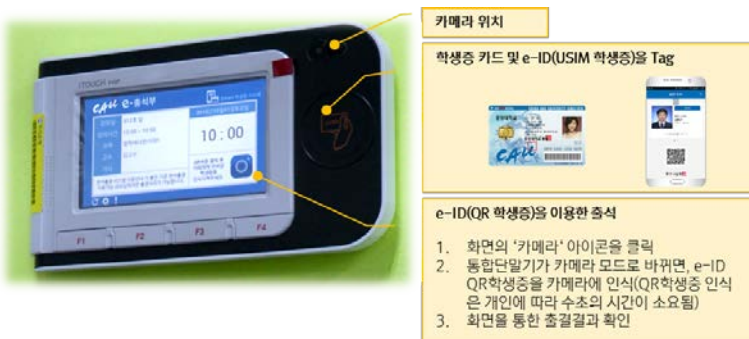 카메라 위치
학생증 카드 및 e-ID(USIM 학생증)을 Tag
e-ID(QR 학생증)을 이용한 출석
1. 화면의 '카메라' 아이콘을 클릭
2. 통합단말기가 카메라 모드로 바뀌면, e-ID
QR학생증을 카메라에 인식(QR학생증 인식
은 개인에 따라 수초의 시간이 소요됨)
3. 화면을 통한 출결결과 확인
iTOUCH
CAU e-출석부
10 : 00
F1 F2 F3 F4
CAU